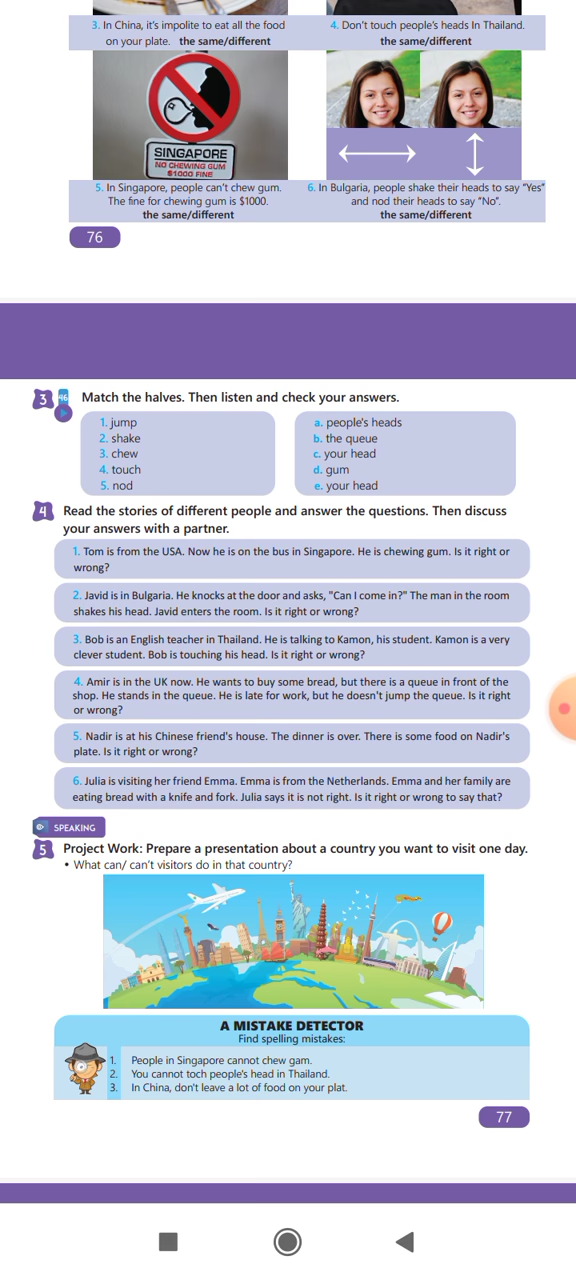 3. In China, it's impolite to eat all the food
on your plate. the same/different
4. Don't touch people's heads In Thailand.
the same/different
SINGAPORE
NO CHEWING GUM
$1000 FINE
5. In Singapore, people can't chew gum.
The fine for chewing gum is $1000.
the same/different
6. In Bulgaria, people shake their heads to say "Yes"
and nod their heads to say "No".
the same/different
76
3 46 Match the halves. Then listen and check your answers.
1. jump
2. shake
3. chew
4. touch
5. nod
a. people's heads
b. the queue
c. your head
d. gum
e. your head
4 Read the stories of different people and answer the questions. Then discuss
your answers with a partner.
1. Tom is from the USA. Now he is on the bus in Singapore. He is chewing gum. Is it right or
wrong?
2. Javid is in Bulgaria. He knocks at the door and asks, "Can I come in?" The man in the room
shakes his head. Javid enters the room. Is it right or wrong?
3. Bob is an English teacher in Thailand. He is talking to Kamon, his student. Kamon is a very
clever student. Bob is touching his head. Is it right or wrong?
4. Amir is in the UK now. He wants to buy some bread, but there is a queue in front of the
shop. He stands in the queue. He is late for work, but he doesn't jump the queue. Is it right
or wrong?
5. Nadir is at his Chinese friend's house. The dinner is over. There is some food on Nadir's
plate. Is it right or wrong?
6. Julia is visiting her friend Emma. Emma is from the Netherlands. Emma and her family are
eating bread with a knife and fork. Julia says it is not right. Is it right or wrong to say that?
SPEAKING
5 Project Work: Prepare a presentation about a country you want to visit one day.
• What can/ can't visitors do in that country?
A MISTAKE DETECTOR
Find spelling mistakes:
1. People in Singapore cannot chew gam.
2. You cannot toch people's head in Thailand.
3. In China, don't leave a lot of food on your plat.
77